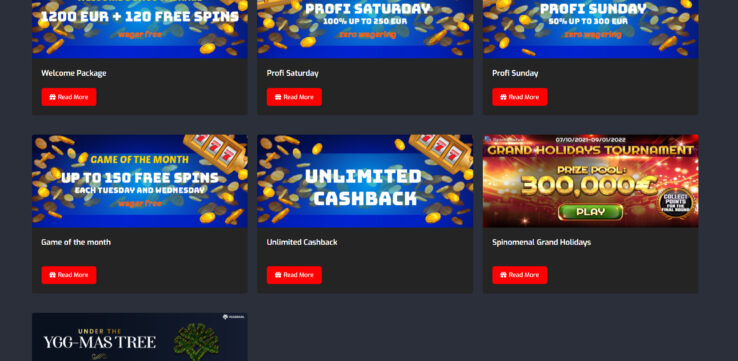 1200 EUR + 120 FREE SPINS
wager free
Welcome Package
Read More
PROFI SATURDAY
100% UP TO 250 EUR
zero wagering
Profi Saturday
Read More
PROFI SUNDAY
50% UP TO 300 EUR
zero wagering
Profi Sunday
Read More
GAME OF THE MONTH
UP TO 150 FREE SPINS
EACH TUESDAY AND WEDNESDAY
wager free
Game of the month
Read More
UNLIMITED
CASHBACK
Unlimited Cashback
Read More
07/10/2021-09/01/2022
GRAND HOLIDAYS TOURNAMENT
PRIZE POOL:
300,000€
PLAY
COLLECT
POINTS
FOR THE
FINAL ROUND
Spinomenal Grand Holidays
Read More
YGGDRASIL
UNDER THE
YGG-MAS TREE